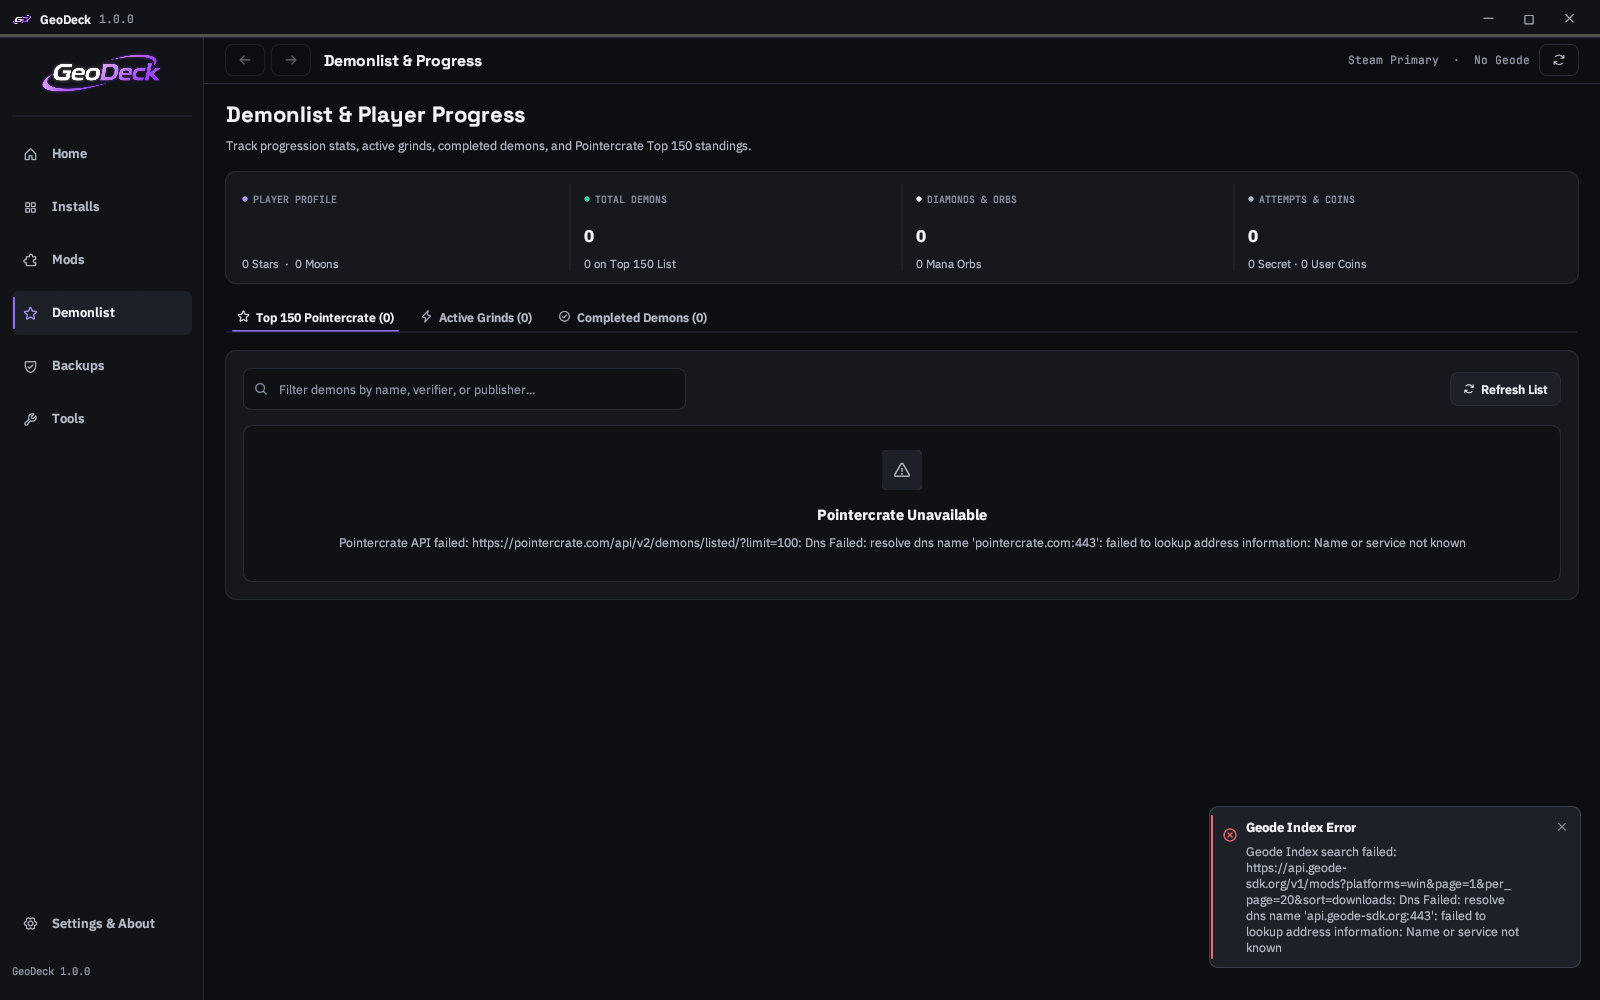 GeoDeck 1.0.0
GeoDeck
Demonlist & Progress
Steam Primary · No Geode
Home
Installs
Mods
Demonlist
Backups
Tools
Settings & About
GeoDeck 1.0.0
Demonlist & Player Progress
Track progression stats, active grinds, completed demons, and Pointercrate Top 150 standings.
PLAYER PROFILE
0 Stars · 0 Moons
TOTAL DEMONS
0
0 on Top 150 List
DIAMONDS & ORBS
0
0 Mana Orbs
ATTEMPTS & COINS
0
0 Secret · 0 User Coins
Top 150 Pointercrate (0)
Active Grinds (0)
Completed Demons (0)
Filter demons by name, verifier, or publisher...
Refresh List
Pointercrate Unavailable
Pointercrate API failed: https://pointercrate.com/api/v2/demons/listed/?limit=100: Dns Failed: resolve dns name 'pointercrate.com:443': failed to lookup address information: Name or service not known
Geode Index Error
Geode Index search failed:
https://api.geode-
sdk.org/v1/mods?platforms=win&page=1&per_
page=20&sort=downloads: Dns Failed: resolve
dns name 'api.geode-sdk.org:443': failed to
lookup address information: Name or service not
known